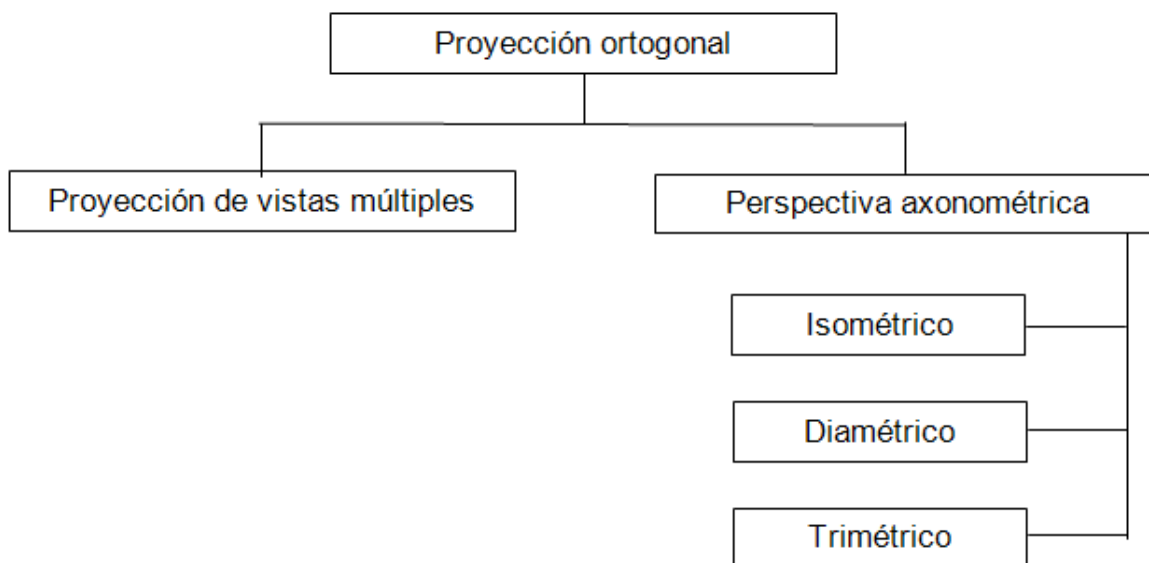 Proyección ortogonal
Proyección de vistas múltiples
Perspectiva axonométrica
Isométrico
Diamétrico
Trimétrico